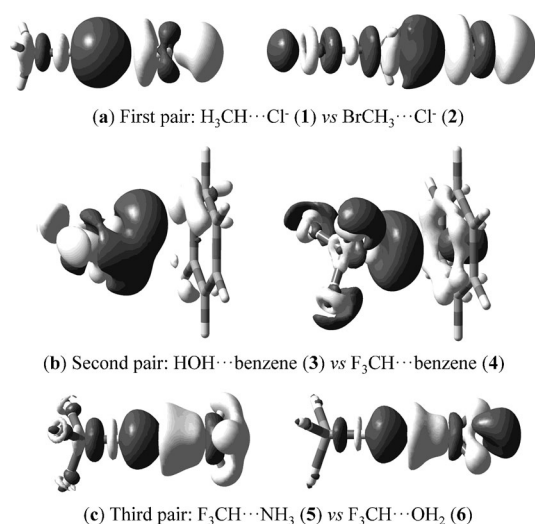 (a) First pair: H₃CH···Cl⁻ (1) vs BrCH₃···Cl⁻ (2)
(b) Second pair: HOH···benzene (3) vs F₃CH···benzene (4)
(c) Third pair: F₃CH···NH₃ (5) vs F₃CH···OH₂ (6)